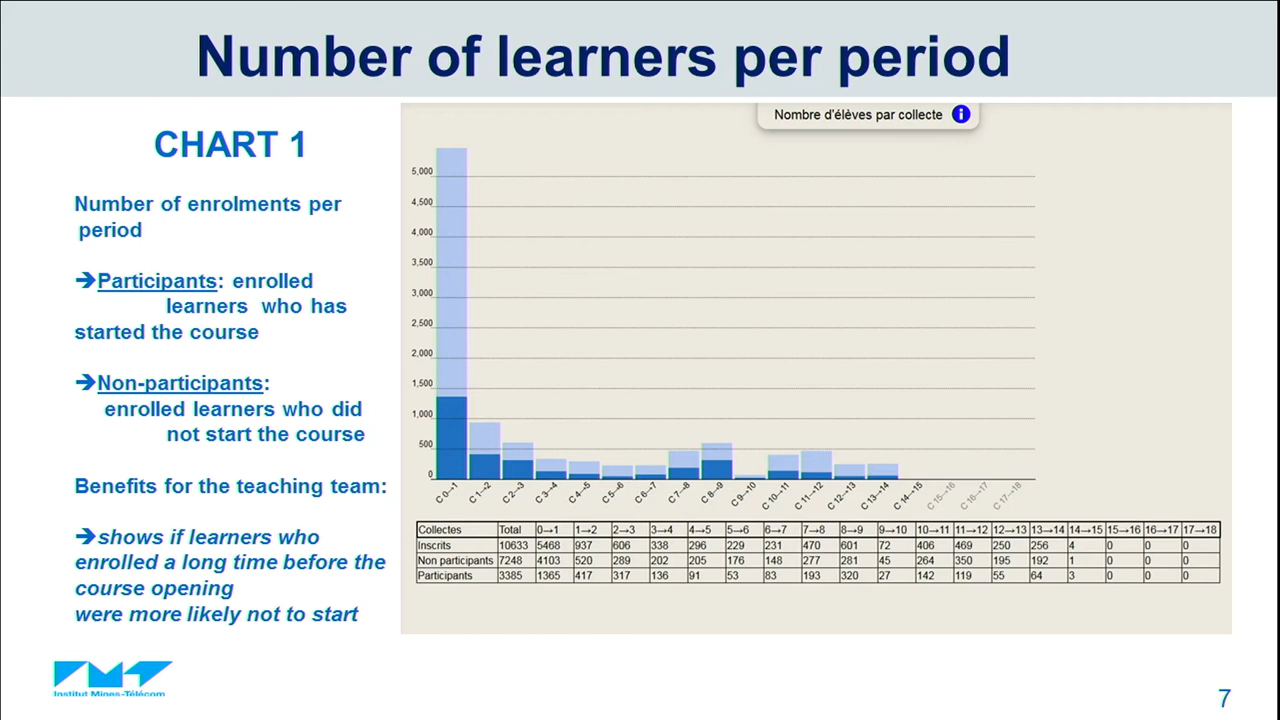 Number of learners per period
CHART 1
Number of enrolments per
period
➔Participants: enrolled
learners who has
started the course
➔Non-participants:
enrolled learners who did
not start the course
Benefits for the teaching team:
➔shows if learners who
enrolled a long time before the
course opening
were more likely not to start
Nombre d'élèves par collecte i
5,000
4,500
4,000
3,500
3,000
2,500
2,000
1,500
1,000
500
0
C 0→1 C 1→2 C 2→3 C 3→4 C 4→5 C 5→6 C 6→7 C 7→8 C 8→9 C 9→10 C 10→11 C 11→12 C 12→13 C 13→14 C 14→15 C 15→16 C 16→17 C 17→18
Collectes Total 0→1 1→2 2→3 3→4 4→5 5→6 6→7 7→8 8→9 9→10 10→11 11→12 12→13 13→14 14→15 15→16 16→17 17→18
Inscrits 10633 5468 937 606 338 296 229 231 470 601 72 406 469 250 256 4 0 0 0
Non participants 7248 4103 520 289 202 205 176 148 277 281 45 264 350 195 192 1 0 0 0
Participants 3385 1365 417 317 136 91 53 83 193 320 27 142 119 55 64 3 0 0 0
Institut Mines-Télécom
7